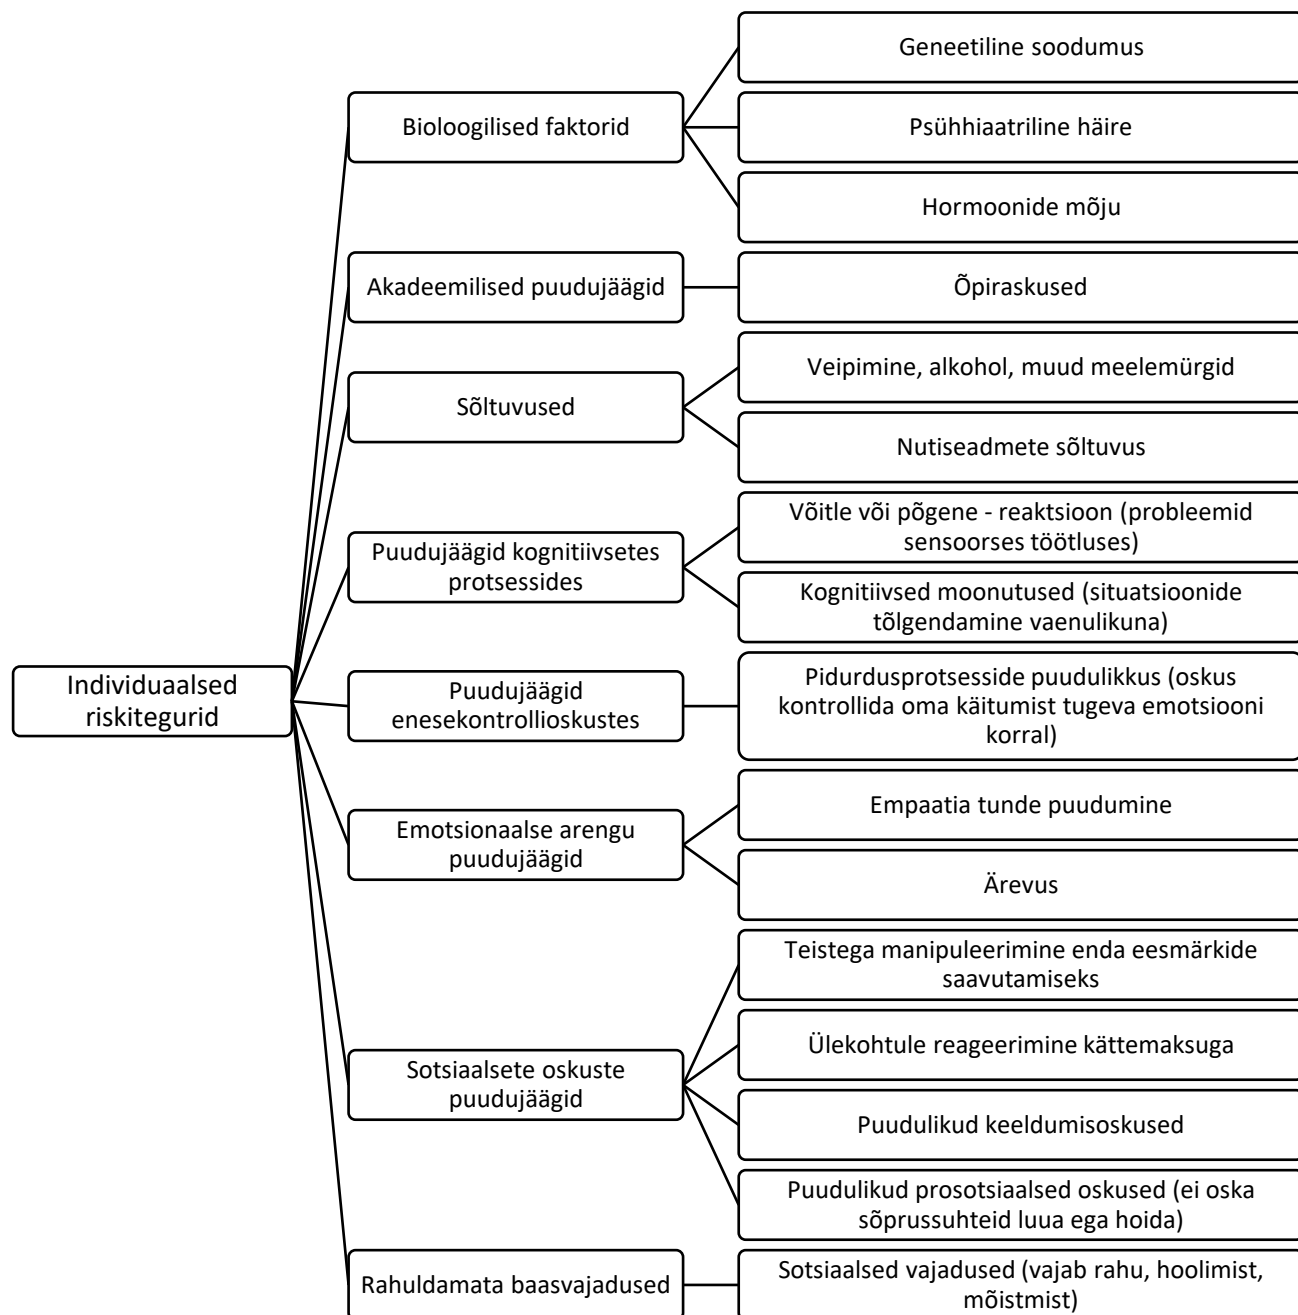 Individuaalsed
riskitegurid
Bioloogilised faktorid
Geneetiline soodumus
Psühhiaatriline häire
Hormoonide mõju
Akadeemilised puudujäägid
Õpiraskused
Sõltuvused
Veipimine, alkohol, muud meelemürgid
Nutiseadmete sõltuvus
Puudujäägid kognitiivsetes
protsessides
Võitle või põgene - reaktsioon (probleemid
sensoorses töötluses)
Kognitiivsed moonutused (situatsioonide
tõlgendamine vaenulikuna)
Puudujäägid
enesekontrollioskustes
Pidurdusprotsesside puudulikkus (oskus
kontrollida oma käitumist tugeva emotsiooni
korral)
Emotsionaalse arengu
puudujäägid
Empaatia tunde puudumine
Ärevus
Sotsiaalsete oskuste
puudujäägid
Teistega manipuleerimine enda eesmärkide
saavutamiseks
Ülekohtule reageerimine kättemaksuga
Puudulikud keeldumisoskused
Puudulikud prosotsiaalsed oskused (ei oska
sõprussuhteid luua ega hoida)
Rahuldamata baasvajadused
Sotsiaalsed vajadused (vajab rahu, hoolimist,
mõistmist)